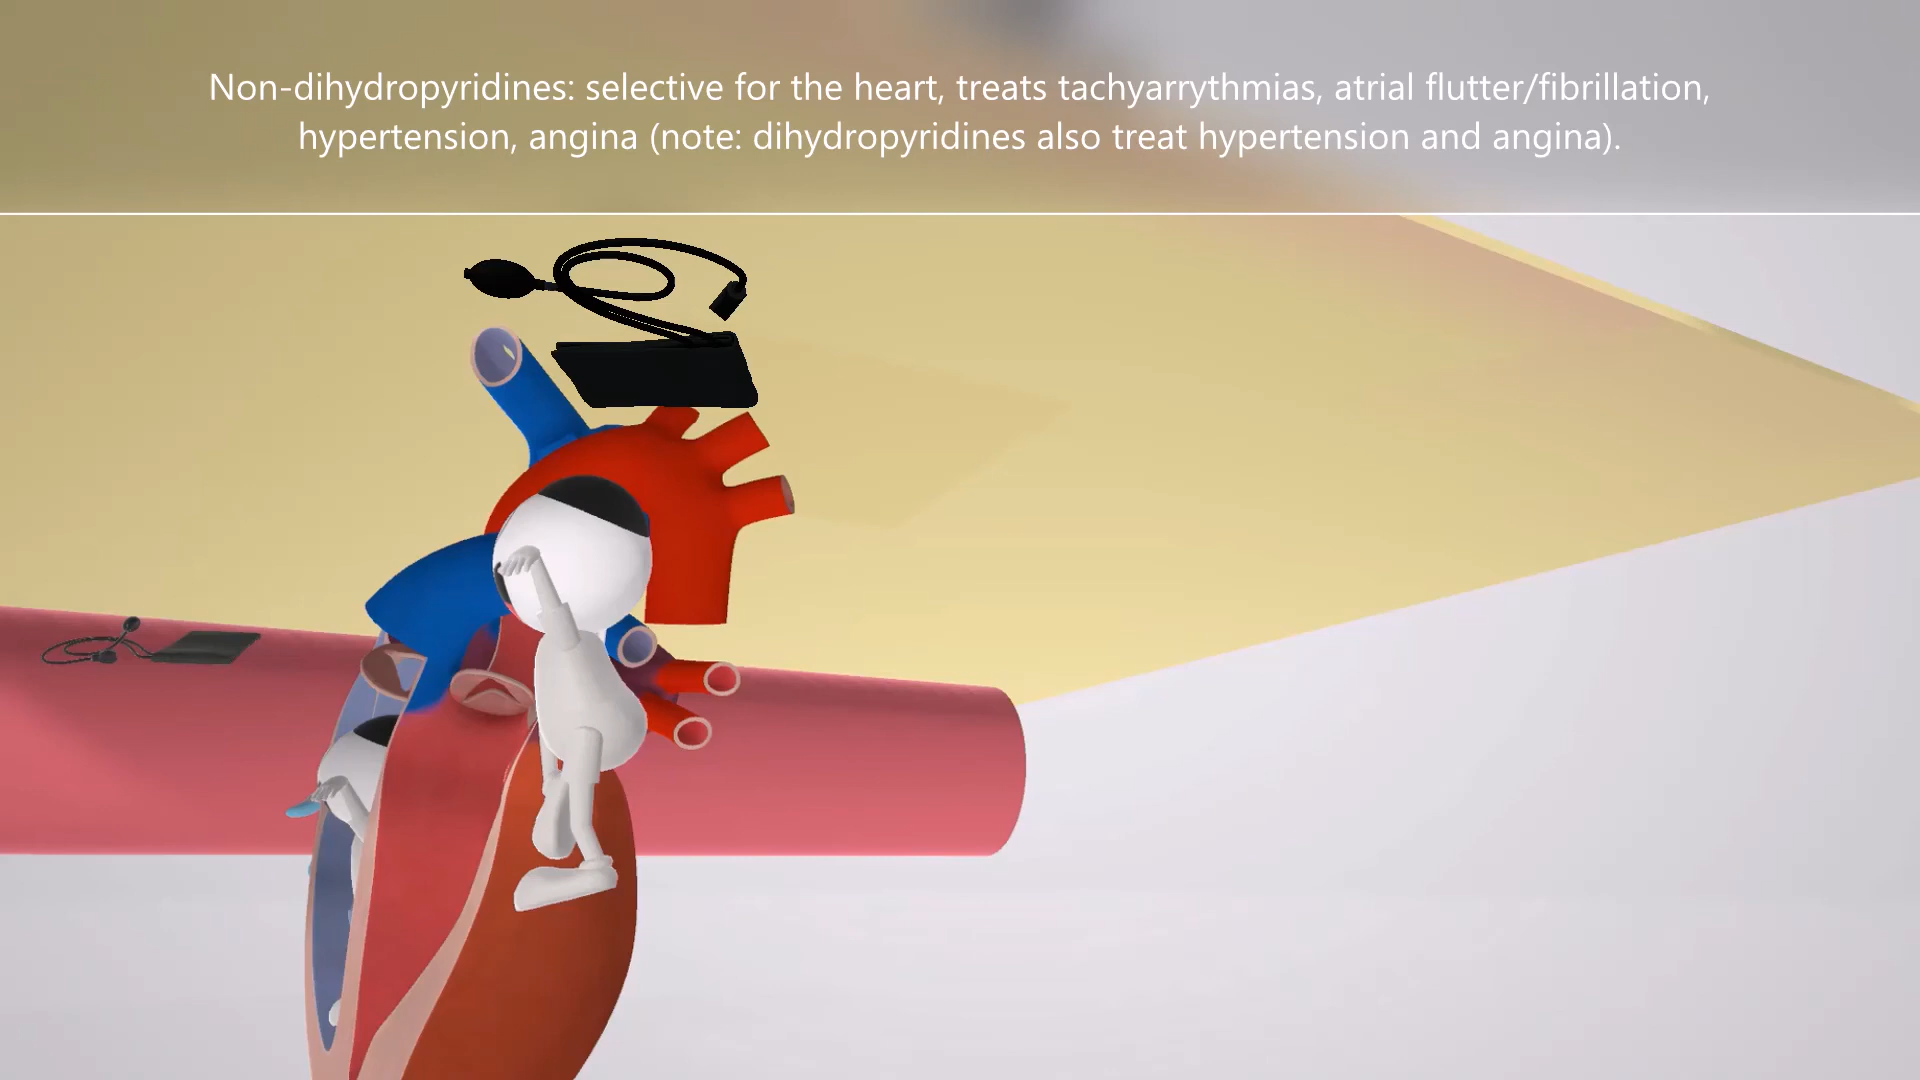 Non-dihydropyridines: selective for the heart, treats tachyarrythmias, atrial flutter/fibrillation,
hypertension, angina (note: dihydropyridines also treat hypertension and angina).